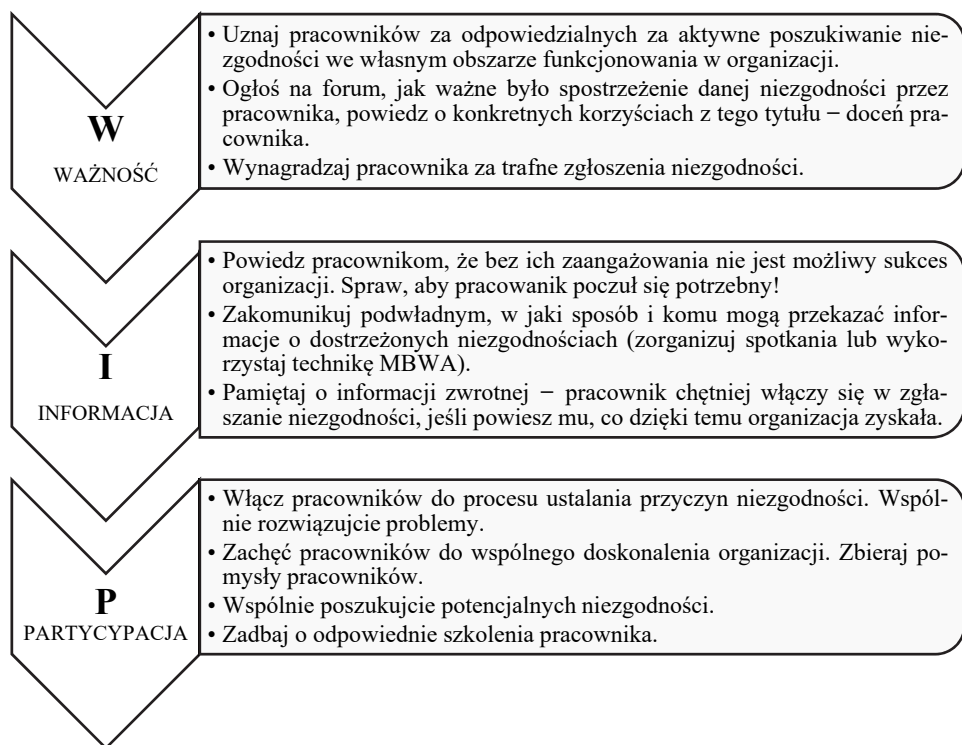 W
WAŻNOŚĆ
• Uznaj pracowników za odpowiedzialnych za aktywne poszukiwanie nie-
zgodności we własnym obszarze funkcjonowania w organizacji.
• Ogłoś na forum, jak ważne było spostrzeżenie danej niezgodności przez
pracownika, powiedz o konkretnych korzyściach z tego tytułu − doceń pra-
cownika.
• Wynagradzaj pracownika za trafne zgłoszenia niezgodności.
I
INFORMACJA
• Powiedz pracownikom, że bez ich zaangażowania nie jest możliwy sukces
organizacji. Spraw, aby pracowanik poczuł się potrzebny!
• Zakomunikuj podwładnym, w jaki sposób i komu mogą przekazać infor-
macje o dostrzeżonych niezgodnościach (zorganizuj spotkania lub wyko-
rzystaj technikę MBWA).
• Pamiętaj o informacji zwrotnej − pracownik chętniej włączy się w zgła-
szanie niezgodności, jeśli powiesz mu, co dzięki temu organizacja zyskała.
P
PARTYCYPACJA
• Włącz pracowników do procesu ustalania przyczyn niezgodności. Wspól-
nie rozwiązujcie problemy.
• Zachęć pracowników do wspólnego doskonalenia organizacji. Zbieraj po-
mysły pracowników.
• Wspólnie poszukujcie potencjalnych niezgodności.
• Zadbaj o odpowiednie szkolenia pracownika.